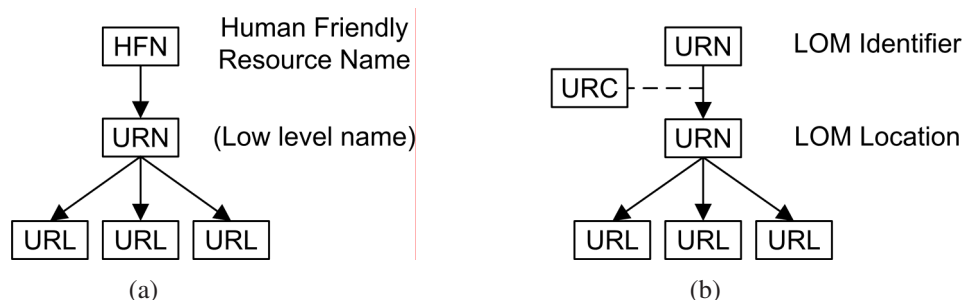 HFN
Human Friendly
Resource Name
URN
(Low level name)
URL URL URL
(a)
URN
LOM Identifier
URC
URN
LOM Location
URL URL URL
(b)